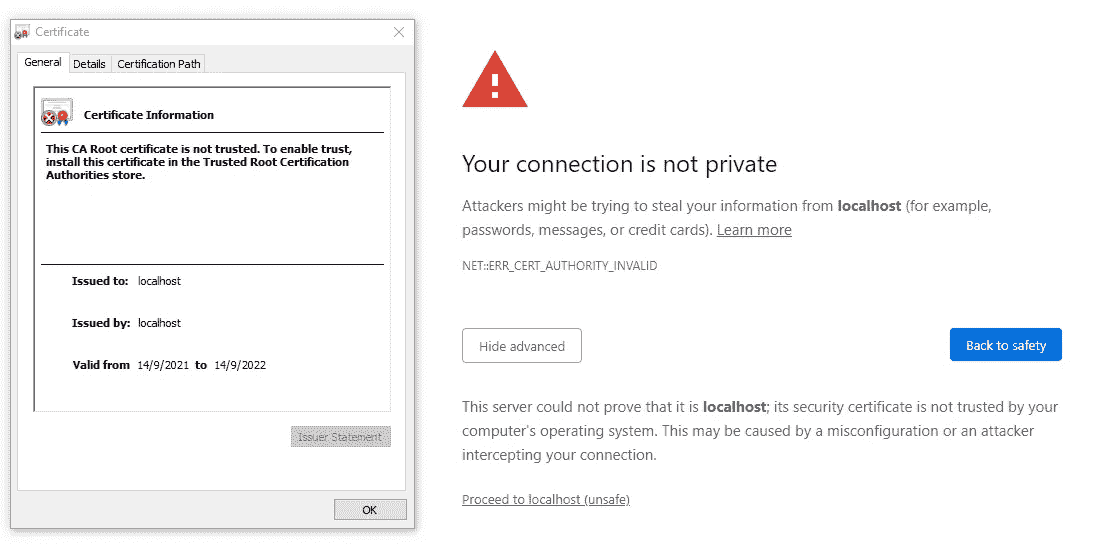 Certificate
General Details Certification Path
Certificate Information
This CA Root certificate is not trusted. To enable trust,
install this certificate in the Trusted Root Certification
Authorities store.
Issued to: localhost
Issued by: localhost
Valid from 14/9/2021 to 14/9/2022
Issuer Statement
OK
Your connection is not private
Attackers might be trying to steal your information from localhost (for example,
passwords, messages, or credit cards). Learn more
NET::ERR_CERT_AUTHORITY_INVALID
Hide advanced
Back to safety
This server could not prove that it is localhost; its security certificate is not trusted by your
computer's operating system. This may be caused by a misconfiguration or an attacker
intercepting your connection.
Proceed to localhost (unsafe)